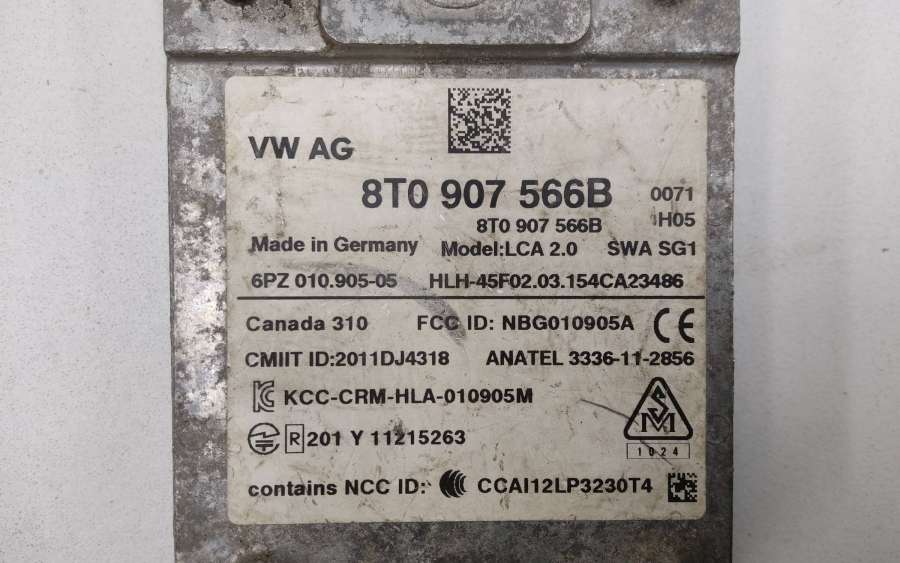 VW AG
8T0 907 566B 0071
8T0 907 566B H05
Made in Germany Model:LCA 2.0 SWA SG1
6PZ 010.905-05 HLH-45F02.03.154CA23486
Canada 310 FCC ID: NBG010905A CE
CMIIT ID:2011DJ4318 ANATEL 3336-11-2856
KCC-CRM-HLA-010905M
R 201 Y 11215263
SM
1024
contains NCC ID: CCAI12LP3230T4